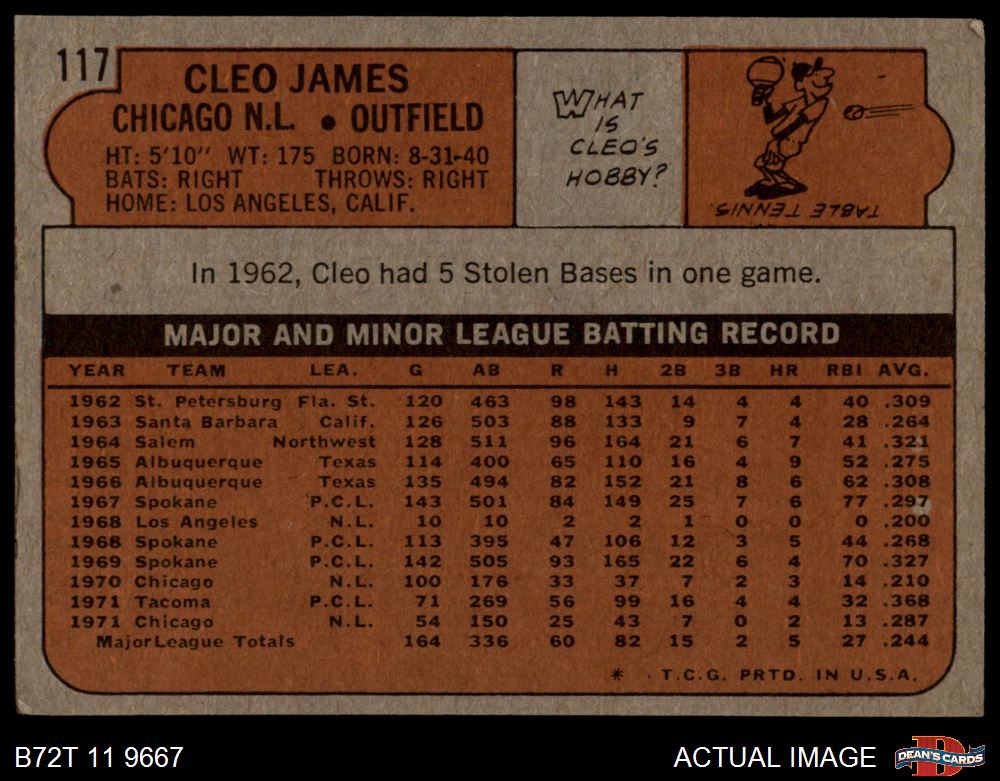 117
CLEO JAMES
CHICAGO N.L. • OUTFIELD
HT: 5'10" WT: 175 BORN: 8-31-40
BATS: RIGHT THROWS: RIGHT
HOME: LOS ANGELES, CALIF.
WHAT
IS
CLEO'S
HOBBY?
TABLE TENNIS.
In 1962, Cleo had 5 Stolen Bases in one game.
MAJOR AND MINOR LEAGUE BATTING RECORD
YEAR TEAM LEA. G AB R H 2B 3B HR RBI AVG.
1962 St. Petersburg Fla. St. 120 463 98 143 14 4 4 40 .309
1963 Santa Barbara Calif. 126 503 88 133 9 7 4 28 .264
1964 Salem Northwest 128 511 96 164 21 6 7 41 .321
1965 Albuquerque Texas 114 400 65 110 16 4 9 52 .275
1966 Albuquerque Texas 135 494 82 152 21 8 6 62 .308
1967 Spokane P.C.L. 143 501 84 149 25 7 6 77 .297
1968 Los Angeles N.L. 10 10 2 2 1 0 0 0 .200
1968 Spokane P.C.L. 113 395 47 106 12 3 5 44 .268
1969 Spokane P.C.L. 142 505 93 165 22 6 4 70 .327
1970 Chicago N.L. 100 176 33 37 7 2 3 14 .210
1971 Tacoma P.C.L. 71 269 56 99 16 4 4 32 .368
1971 Chicago N.L. 54 150 25 43 7 0 2 13 .287
Major League Totals 164 336 60 82 15 2 5 27 .244
* T.C.G. PRTD. IN U.S.A.
B72T 11 9667
ACTUAL IMAGE
D
DEAN'S CARDS